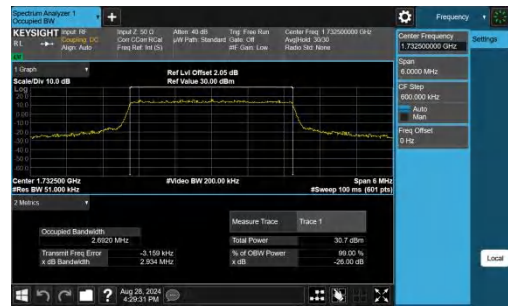 Spectrum Analyzer 1
Occupied BW
Frequency
KEYSIGHT Input: RF
Coupling: DC
Align: Auto
RL
Input Z: 50 Ω
Corr CCorr RCal
Freq Ref: Int (S)
Atten: 40 dB
µW Path: Standard
Trig: Free Run
Gate: Off
#IF Gain: Low
Center Freq: 1.732500000 GHz
Avg|Hold: 30/30
Radio Std: None
Center Frequency
1.732500000 GHz
Settings
Span
6.0000 MHz
CF Step
600.000 kHz
Auto
Man
Freq Offset
0 Hz
Local
1 Graph
Scale/Div 10.0 dB
Ref Lvl Offset 2.05 dB
Ref Value 30.00 dBm
Log
Center 1.732500 GHz
#Res BW 51.000 kHz
#Video BW 200.00 kHz
Span 6 MHz
#Sweep 100 ms (601 pts)
2 Metrics
Measure Trace Trace 1
Occupied Bandwidth
2.6920 MHz
Total Power 30.7 dBm
Transmit Freq Error -3.159 kHz
% of OBW Power 99.00 %
x dB Bandwidth 2.934 MHz
x dB -26.00 dB
Aug 28, 2024
4:29:31 PM